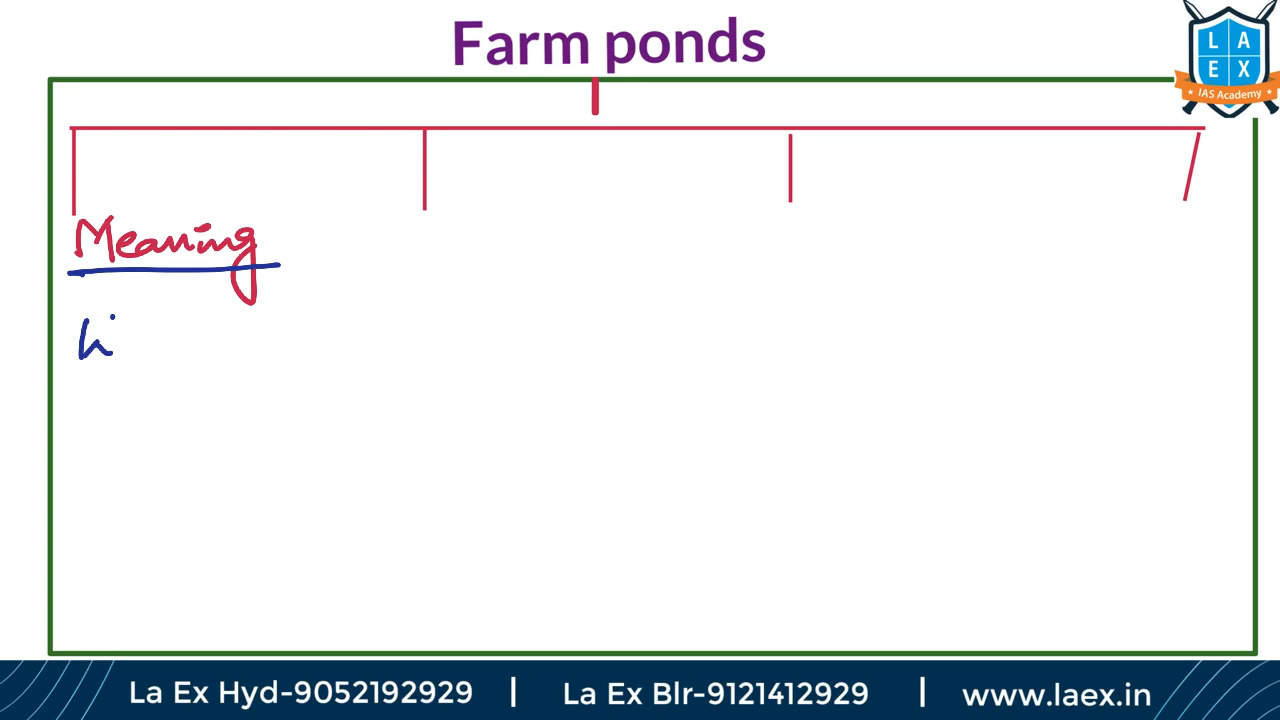 Farm ponds
L A
E X
IAS Academy
Meaning
La Ex Hyd-9052192929 | La Ex Blr-9121412929 | www.laex.in